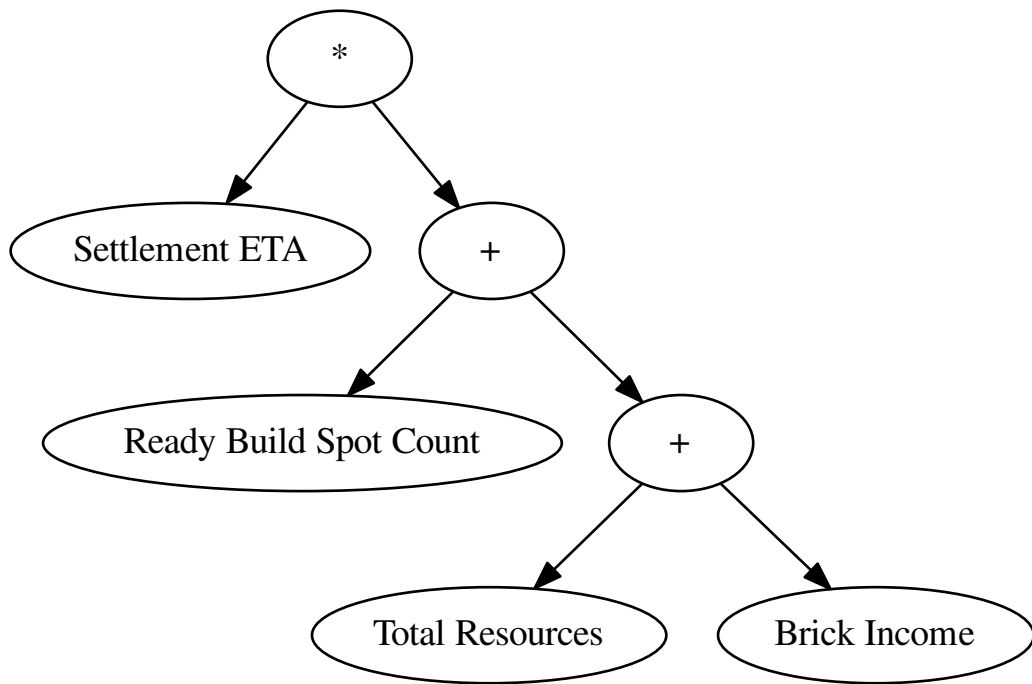 *
Settlement ETA
+
Ready Build Spot Count
+
Total Resources
Brick Income